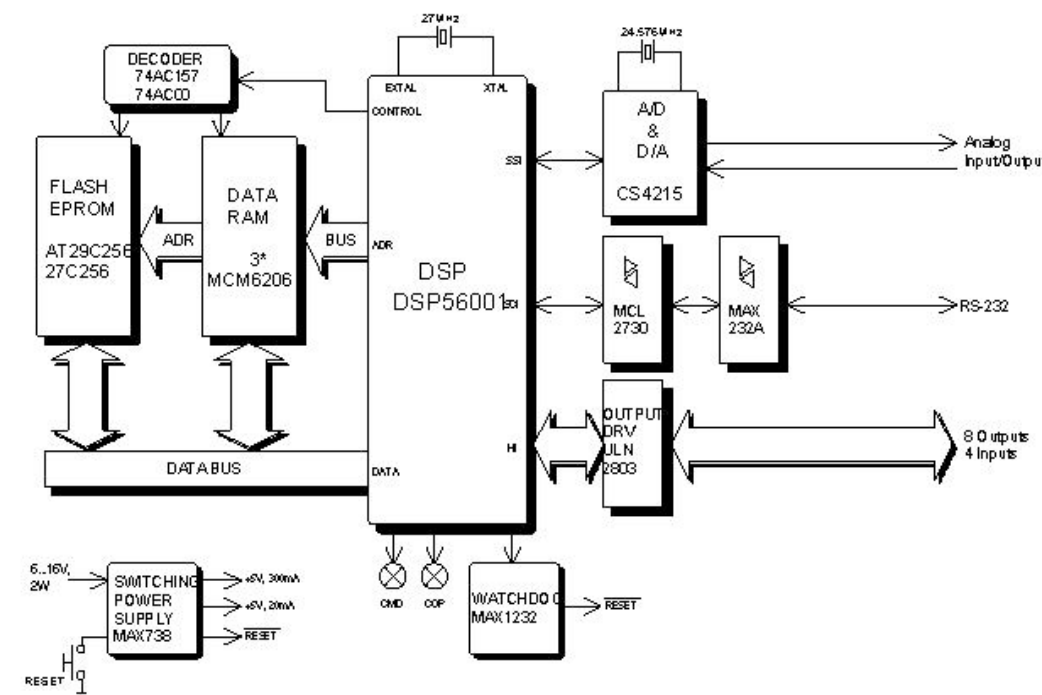 27MHz
24.576MHz
DECODER
74AC157
74AC00
EXTAL
XTAL
CONTROL
A/D
&
D/A
CS4215
SSI
Analog
Input/Outpu
FLASH
EPROM
AT29C256
27C256
DATA
RAM
3*
MCM6206
ADR
BUS
ADR
DSP
DSP56001
SCI
MCL
2730
MAX
232A
RS-232
HI
OUTPUT
DRV
ULN
2803
8 Outputs
4 Inputs
DATABUS
DATA
6...16V,
2W
SWITCHING
POWER
SUPPLY
MAX738
+5V, 300mA
+5V, 20mA
RESET
RESET
CMD
COP
WATCHDOG
MAX1232
RESET